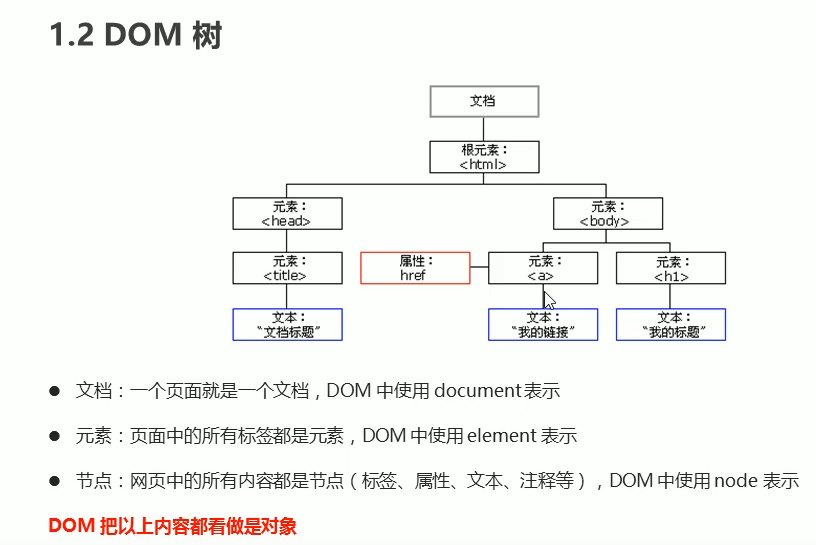 1.2 DOM 树
文档
根元素：
<html>
元素：
<head>
元素：
<body>
元素：
<title>
属性：
href
元素：
<a>
元素：
<h1>
文本：
“文档标题”
文本：
“我的链接”
文本：
“我的标题”
● 文档：一个页面就是一个文档，DOM 中使用 document 表示
● 元素：页面中的所有标签都是元素，DOM 中使用 element 表示
● 节点：网页中的所有内容都是节点（标签、属性、文本、注释等），DOM 中使用 node 表示
DOM 把以上内容都看做是对象